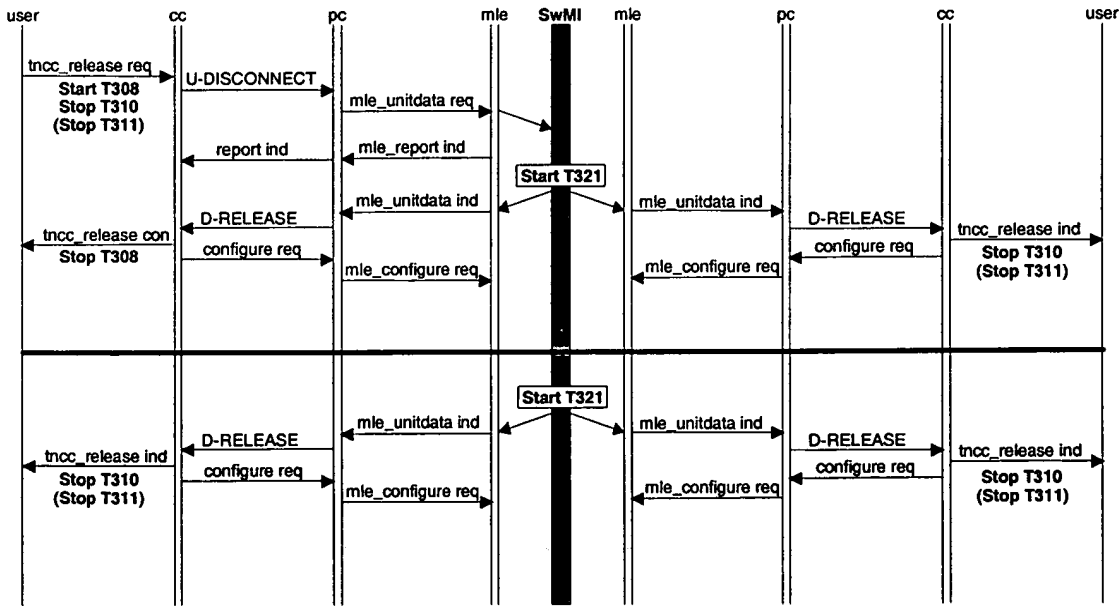 user cc pc mle SwMI mle pc cc user
tncc_release req
Start T308
Stop T310
(Stop T311)
U-DISCONNECT
mle_unitdata req
report ind
mle_report ind
Start T321
mle_unitdata ind
D-RELEASE
tncc_release con
Stop T308
configure req
mle_configure req
mle_unitdata ind
D-RELEASE
tncc_release ind
Stop T310
(Stop T311)
configure req
mle_configure req
Start T321
mle_unitdata ind
D-RELEASE
tncc_release ind
Stop T310
(Stop T311)
configure req
mle_configure req
mle_unitdata ind
D-RELEASE
tncc_release ind
Stop T310
(Stop T311)
configure req
mle_configure req